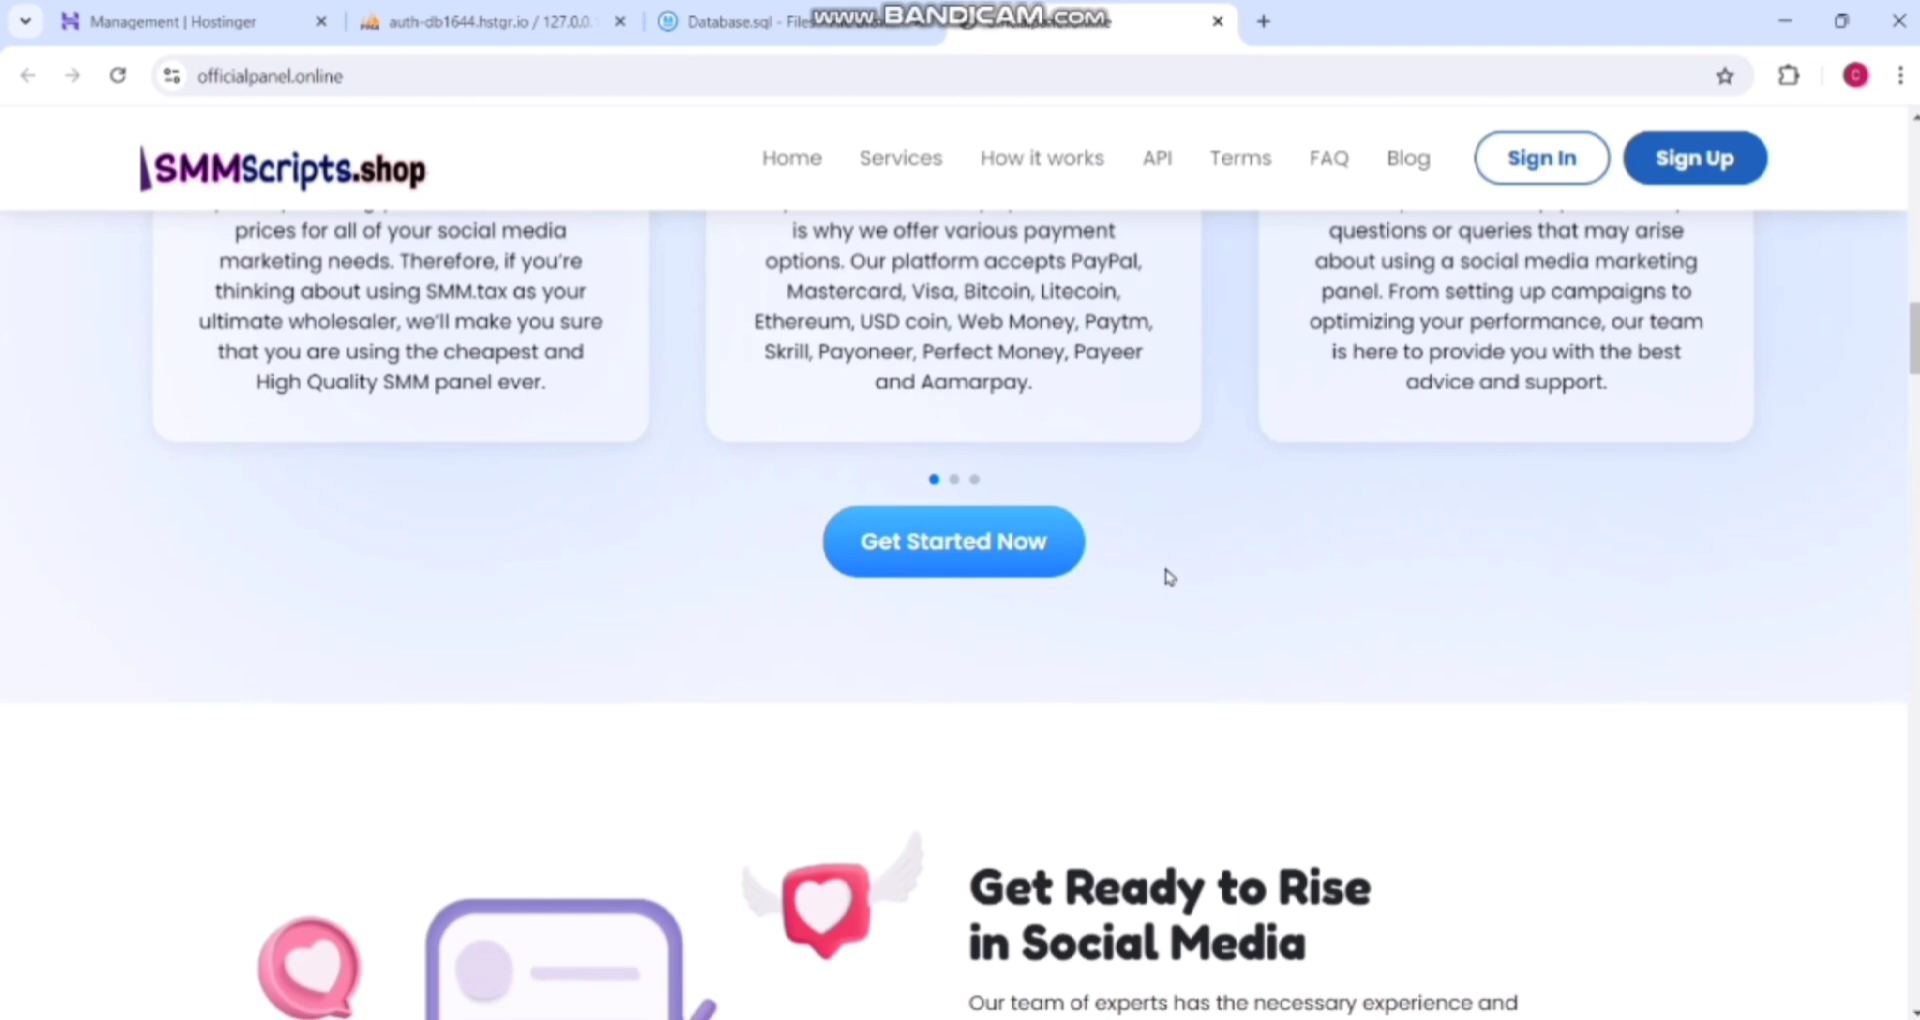 Management | Hostinger
auth-db1644.hstgr.io / 127.0.0.
Database.sql - Files
www.BANDICAM.COM
officialpanel.online
SMMScripts.shop
Home
Services
How it works
API
Terms
FAQ
Blog
Sign In
Sign Up
prices for all of your social media
marketing needs. Therefore, if you're
thinking about using SMM.tax as your
ultimate wholesaler, we'll make you sure
that you are using the cheapest and
High Quality SMM panel ever.
is why we offer various payment
options. Our platform accepts PayPal,
Mastercard, Visa, Bitcoin, Litecoin,
Ethereum, USD coin, Web Money, Paytm,
Skrill, Payoneer, Perfect Money, Payeer
and Aamarpay.
questions or queries that may arise
about using a social media marketing
panel. From setting up campaigns to
optimizing your performance, our team
is here to provide you with the best
advice and support.
Get Started Now
Get Ready to Rise
in Social Media
Our team of experts has the necessary experience and